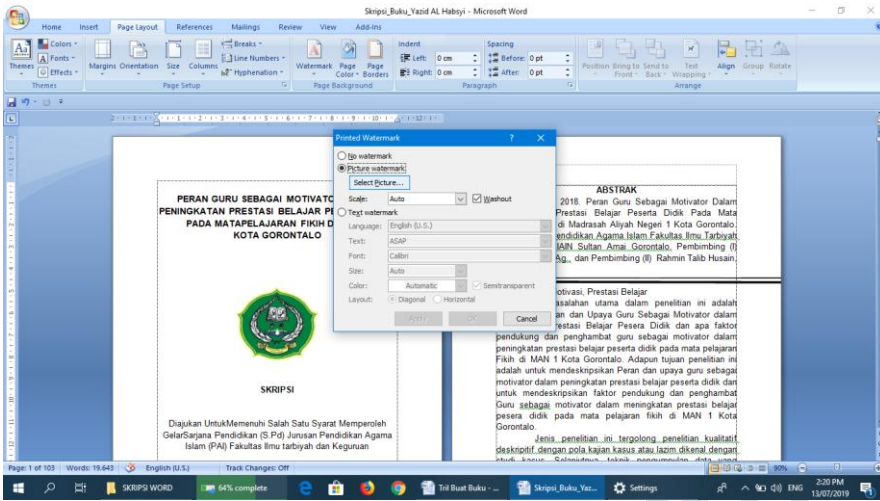 Skripsi_Buku_Yazid AL Habsyi - Microsoft Word
Home Insert Page Layout References Mailings Review View Add-Ins
Colors Breaks Indent Spacing
Aa Fonts Line Numbers Left: 0 cm Before: 0 pt
Themes Effects Margins Orientation Size Columns Hyphenation Watermark Page Color Page Borders Right: 0 cm After: 0 pt Position Bring to Front Send to Back Text Wrapping Align Group Rotate
Themes Page Setup Page Background Paragraph Arrange
Printed Watermark
No watermark
Picture watermark
Select Picture...
Scale: Auto Washout
Text watermark
Language: English (U.S.)
Text: ASAP
Font: Calibri
Size: Auto
Color: Automatic Semitransparent
Layout: Diagonal Horizontal
Apply OK Cancel
PERAN GURU SEBAGAI MOTIVATO
PENINGKATAN PRESTASI BELAJAR PE
PADA MATAPELAJARAN FIKIH D
KOTA GORONTALO
SKRIPSI
Diajukan UntukMemenuhi Salah Satu Syarat Memperoleh
GelarSarjana Pendidikan (S.Pd) Jurusan Pendidikan Agama
Islam (PAI) Fakultas Ilmu tarbiyah dan Keguruan
ABSTRAK
2018. Peran Guru Sebagai Motivator Dalam
Prestasi Belajar Peserta Didik Pada Mata
di Madrasah Aliyah Negeri 1 Kota Gorontalo.
endidikan Agama Islam Fakultas Ilmu Tarbiyah
IAIN Sultan Amai Gorontalo. Pembimbing (I)
Ag., dan Pembimbing (II) Rahmin Talib Husain,
otivasi, Prestasi Belajar
asalahan utama dalam penelitian ini adalah
an dan Upaya Guru Sebagai Motivator dalam
restasi Belajar Pesera Didik dan apa faktor
pendukung dan penghambat guru sebagai motivator dalam
peningkatan prestasi belajar peserta didik pada mata pelajaran
Fikih di MAN 1 Kota Gorontalo. Adapun tujuan penelitian ini
adalah untuk mendeskripsikan Peran dan upaya guru sebagai
motivator dalam peningkatan prestasi belajar peserta didik dan
untuk mendeskripsikan faktor pendukung dan penghambat
Guru sebagai motivator dalam meningkatkan prestasi belajar
pesera didik pada mata pelajaran fikih di MAN 1 Kota
Gorontalo.
Jenis penelitian ini tergolong penelitian kualitatif
deskripitif dengan pola kajian kasus atau lazim dikenal dengan
studi kasus. Selanjutnya teknik pengumpulan data yang
Page: 1 of 103 Words: 19.643 English (U.S.) Track Changes: Off 90%
SKRIPSI WORD 64% complete Tril Buat Buku - ... Skripsi_Buku_Yaz... Settings ENG 2:20 PM
13/07/2019